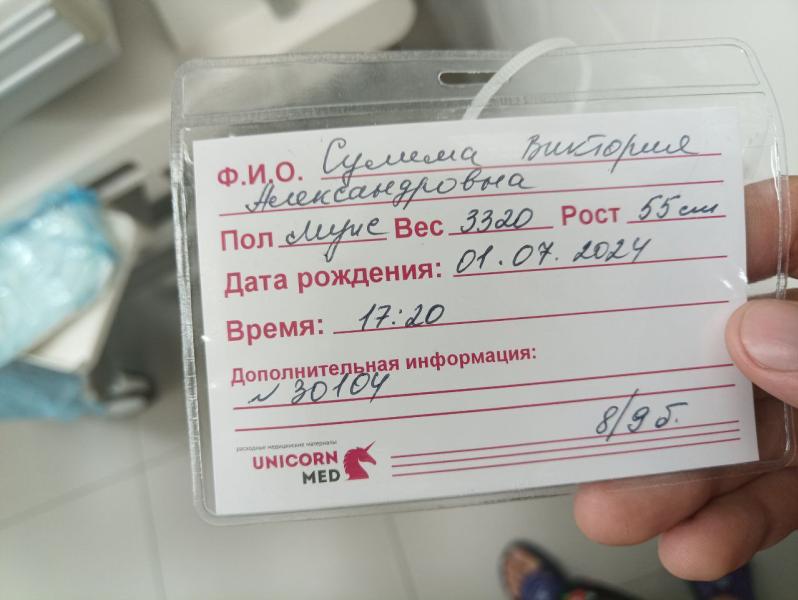 Ф.И.О. Сулима Виктория
Александровна
Пол муж Вес 3320 Рост 55 см
Дата рождения: 01.07.2024
Время: 17:20
Дополнительная информация:
№ 30104
8/9 б.
расходные медицинские материалы
UNICORN
MED